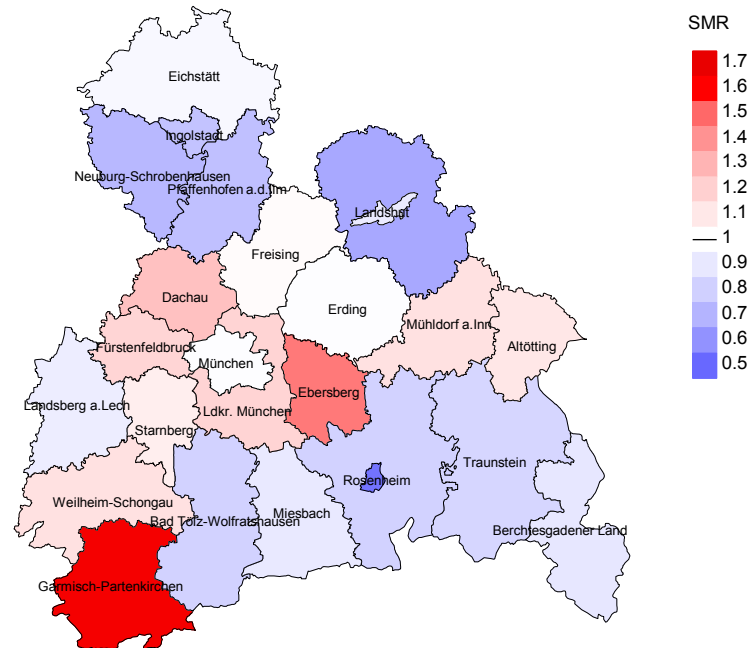 SMR
1.7
1.6
1.5
1.4
1.3
1.2
1.1
1
0.9
0.8
0.7
0.6
0.5
Eichstätt
Ingolstadt
Neuburg-Schrobenhausen
Pfaffenhofen a.d.Ilm
Landshut
Freising
Dachau
Erding
Mühldorf a.Inn
Fürstenfeldbruck
Altötting
München
Ebersberg
Landsberg a.Lech
Ldkr. München
Starnberg
Traunstein
Rosenheim
Weilheim-Schongau
Miesbach
Bad Tölz-Wolfratshausen
Berchtesgadener Land
Garmisch-Partenkirchen